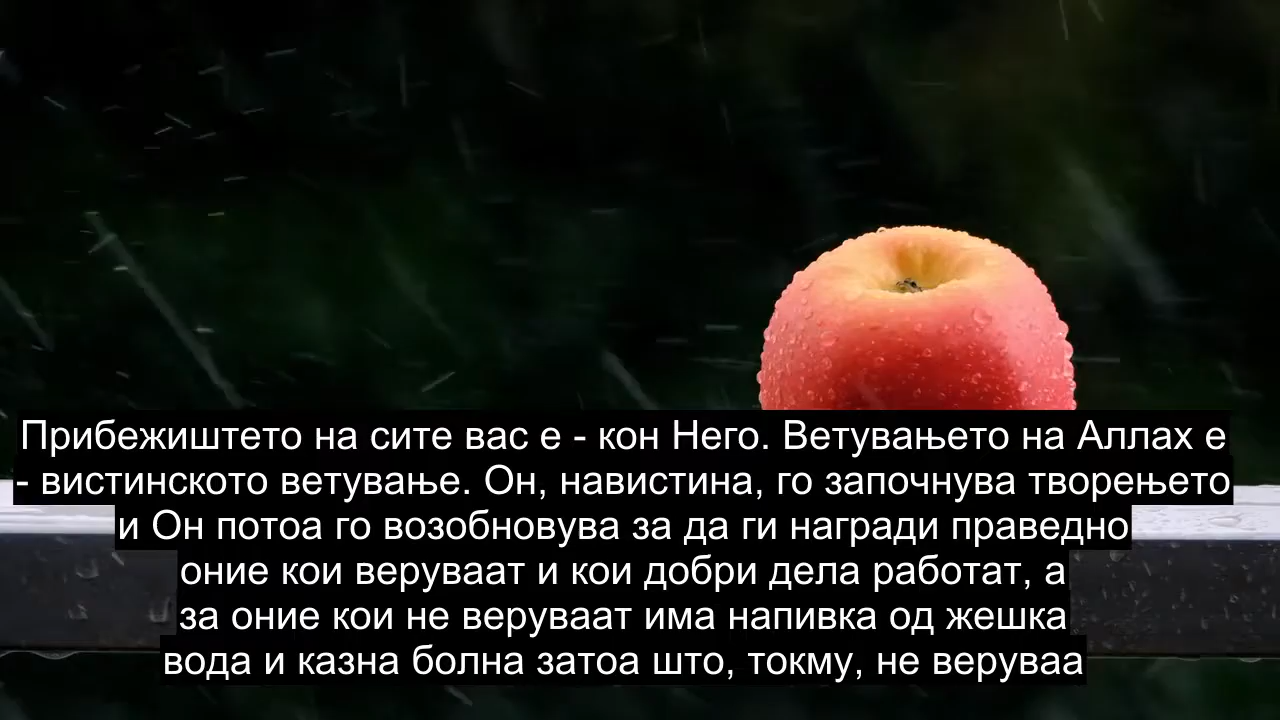 Прибежиштето на сите вас е - кон Него. Ветувањето на Аллах е
- вистинското ветување. Он, навистина, го започнува творењето
и Он потоа го возобновува за да ги награди праведно
оние кои веруваат и кои добри дела работат, а
за оние кои не веруваат има напивка од жешка
вода и казна болна затоа што, токму, не веруваа